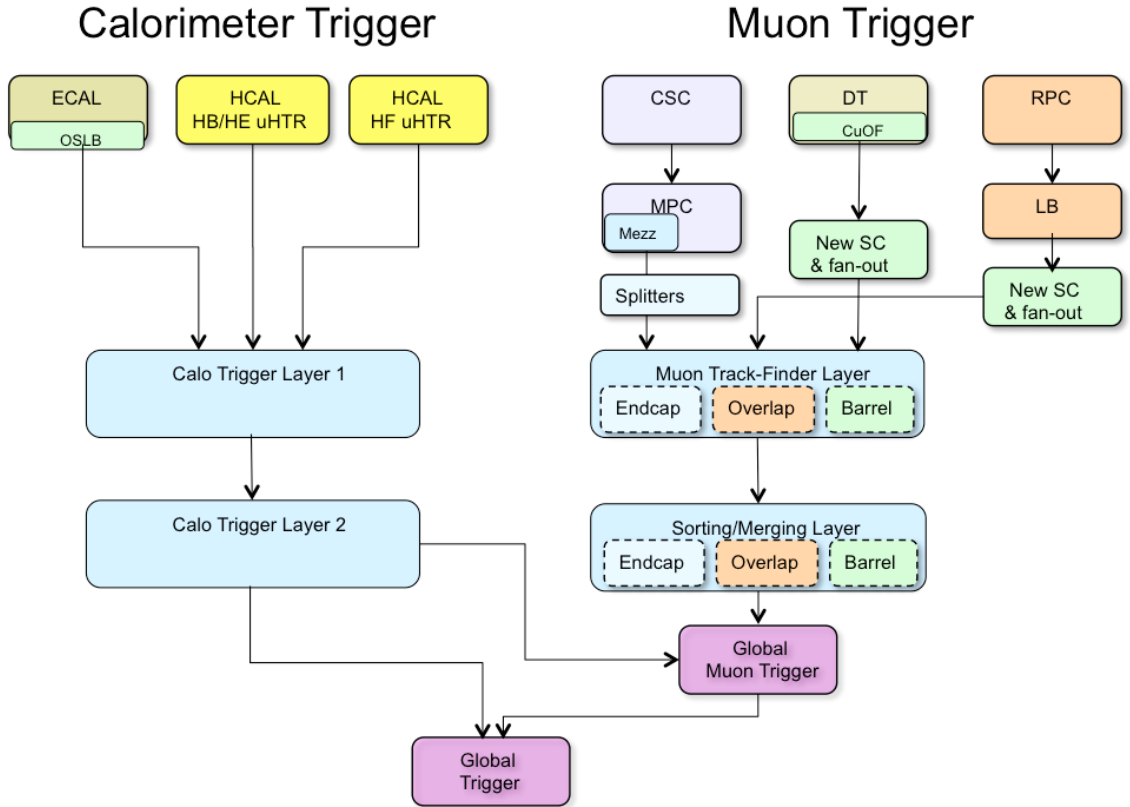 Calorimeter Trigger
Muon Trigger
ECAL
OSLB
HCAL
HB/HE uHTR
HCAL
HF uHTR
CSC
DT
CuOF
RPC
MPC
Mezz
LB
New SC
& fan-out
Splitters
New SC
& fan-out
Calo Trigger Layer 1
Muon Track-Finder Layer
Endcap
Overlap
Barrel
Calo Trigger Layer 2
Sorting/Merging Layer
Endcap
Overlap
Barrel
Global
Muon Trigger
Global
Trigger